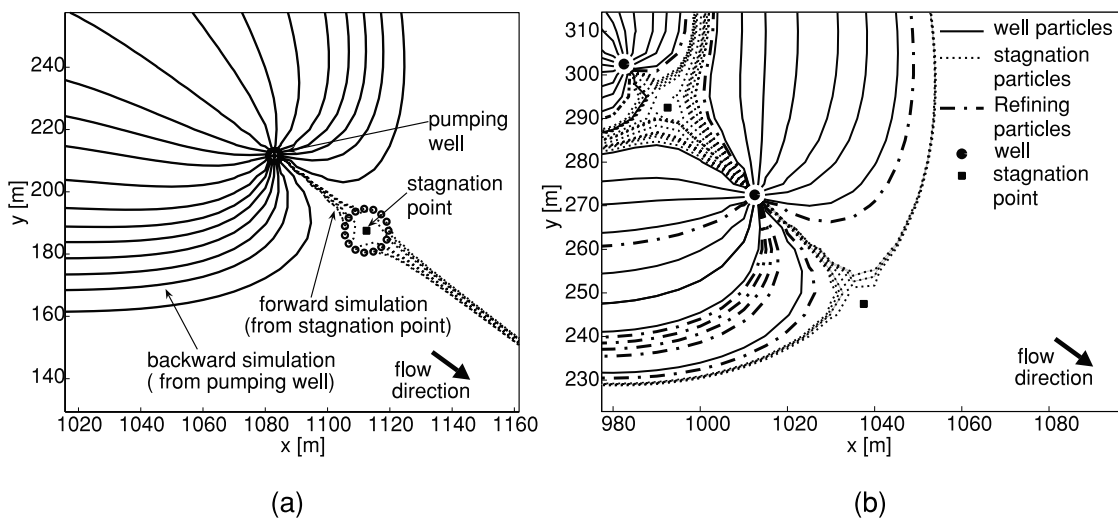 240
220
200
180
160
140
y [m]
1020 1040 1060 1080 1100 1120 1140 1160
x [m]
pumping
well
stagnation
point
forward simulation
(from stagnation point)
backward simulation
( from pumping well)
flow
direction
(a)
310
300
290
280
270
260
250
240
230
y [m]
980 1000 1020 1040 1060 1080
x [m]
well particles
stagnation
particles
Refining
particles
well
stagnation
point
flow
direction
(b)